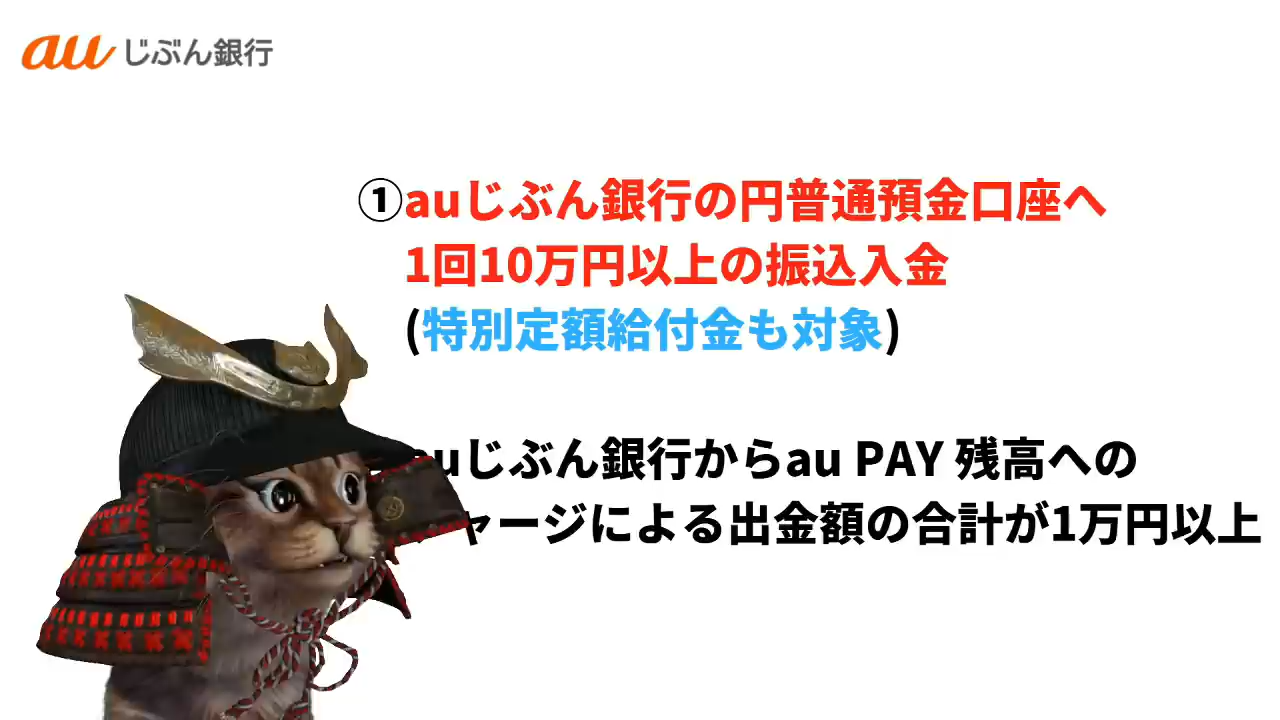 au じぶん銀行
①auじぶん銀行の円普通預金口座へ
1回10万円以上の振込入金
(特別定額給付金も対象)
auじぶん銀行からau PAY 残高への
ャージによる出金額の合計が1万円以上